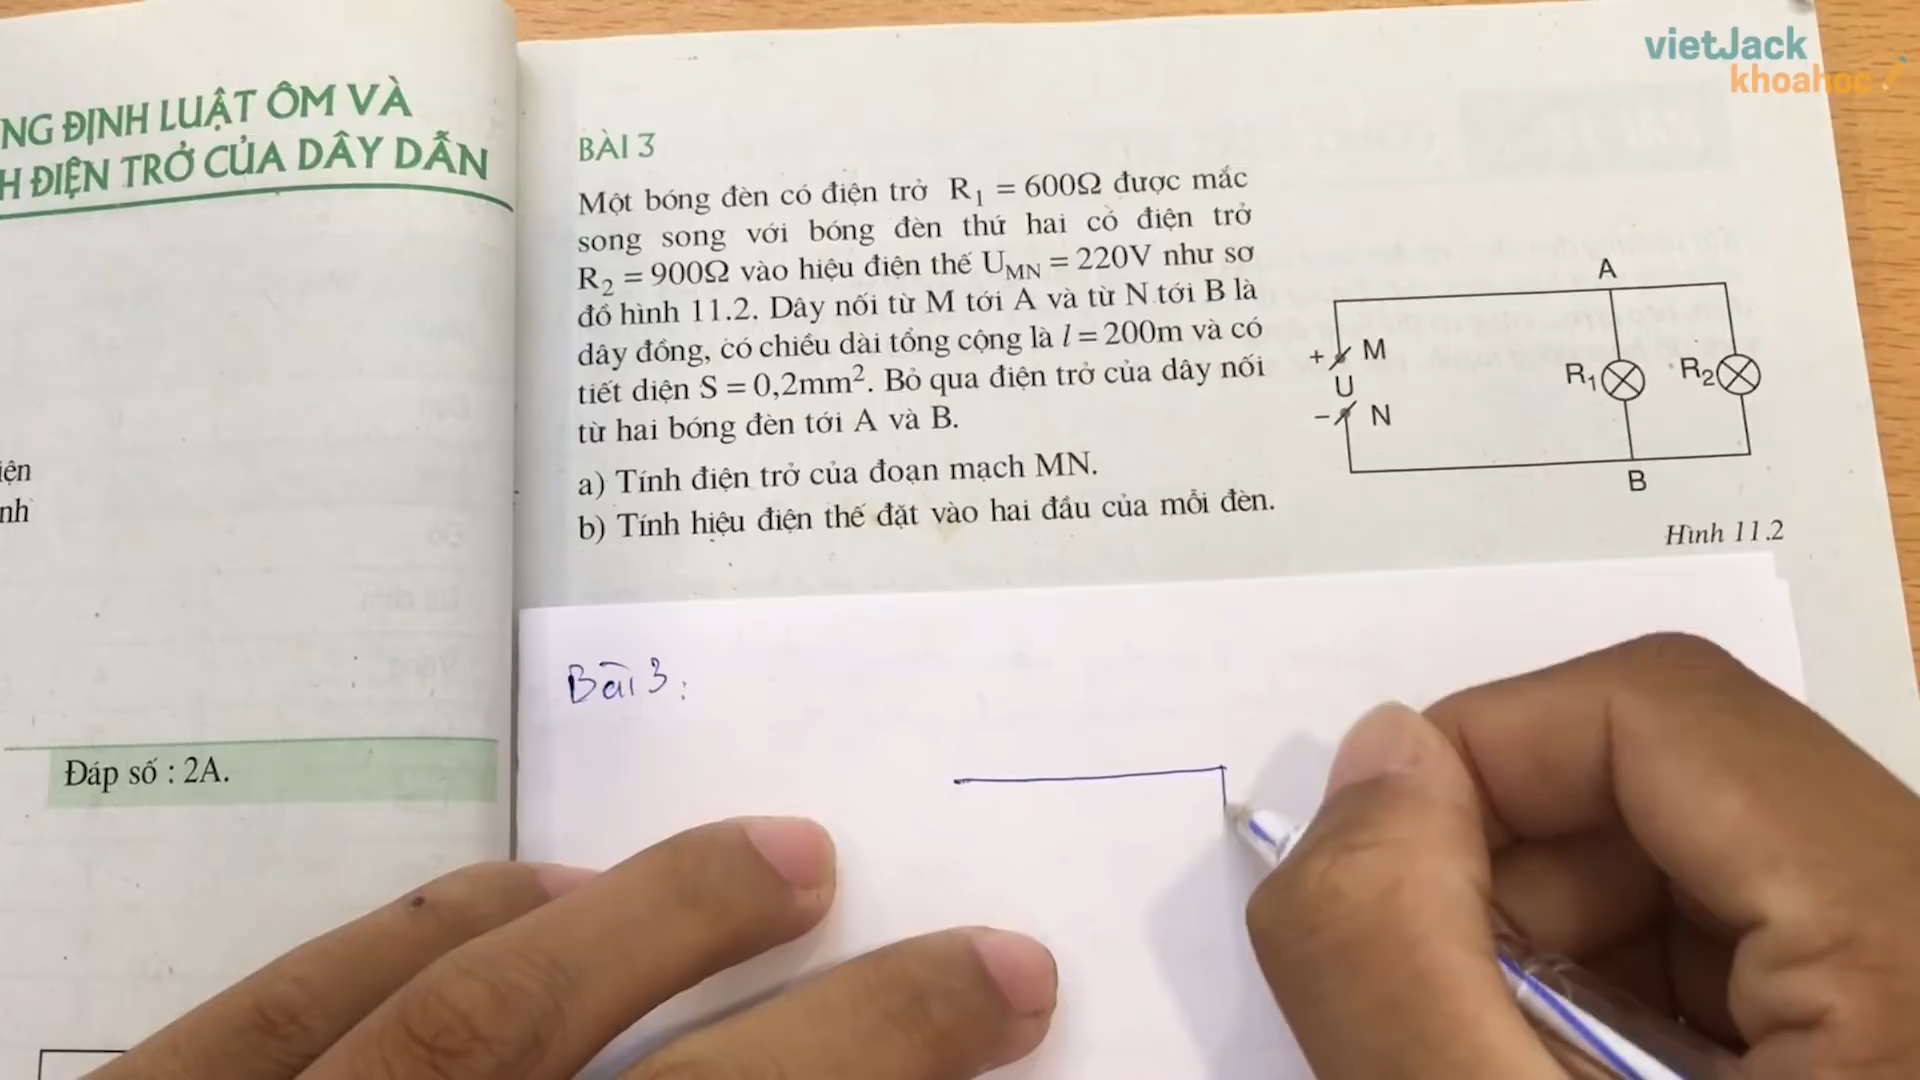 vietJack
khoahoc
NG ĐỊNH LUẬT ÔM VÀ
H ĐIỆN TRỞ CỦA DÂY DẪN
iện
nh
Đáp số : 2A.
BÀI 3
Một bóng đèn có điện trở R₁ = 600Ω được mắc
song song với bóng đèn thứ hai có điện trở
R₂ = 900Ω vào hiệu điện thế U_MN = 220V như sơ
đồ hình 11.2. Dây nối từ M tới A và từ N tới B là
dây đồng, có chiều dài tổng cộng là l = 200m và có
tiết diện S = 0,2mm². Bỏ qua điện trở của dây nối
từ hai bóng đèn tới A và B.
a) Tính điện trở của đoạn mạch MN.
b) Tính hiệu điện thế đặt vào hai đầu của mỗi đèn.
A
+ M
U
− N
R₁
R₂
B
Hình 11.2
Bài 3: